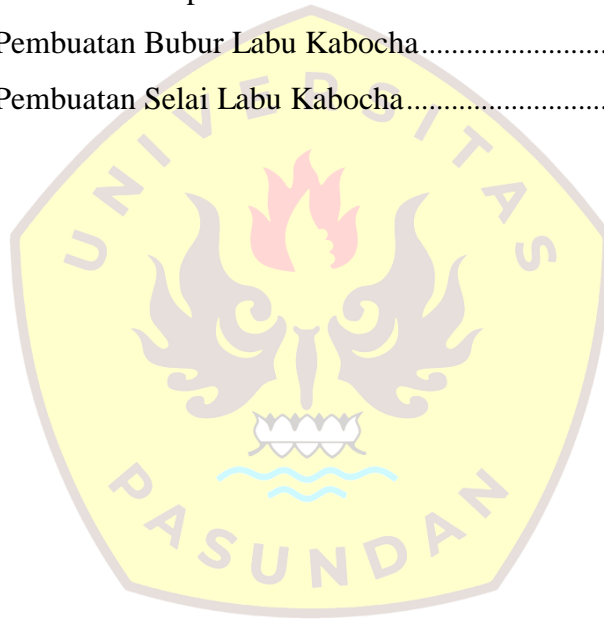 Pembuatan Bubur Labu Kabocha.........................
Pembuatan Selai Labu Kabocha...........................
UNIVERSITAS
PASUNDAN